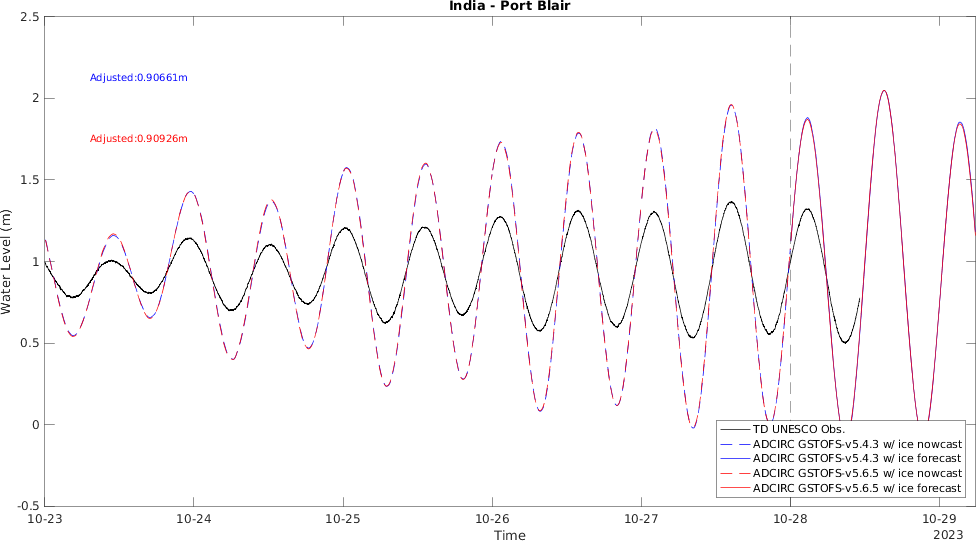 India - Port Blair
2.5
2
1.5
1
0.5
0
-0.5
Water Level (m)
Adjusted:0.90661m
Adjusted:0.90926m
TD UNESCO Obs.
ADCIRC GSTOFS-v5.4.3 w/ ice nowcast
ADCIRC GSTOFS-v5.4.3 w/ ice forecast
ADCIRC GSTOFS-v5.6.5 w/ ice nowcast
ADCIRC GSTOFS-v5.6.5 w/ ice forecast
10-23 10-24 10-25 10-26 10-27 10-28 10-29
Time
2023